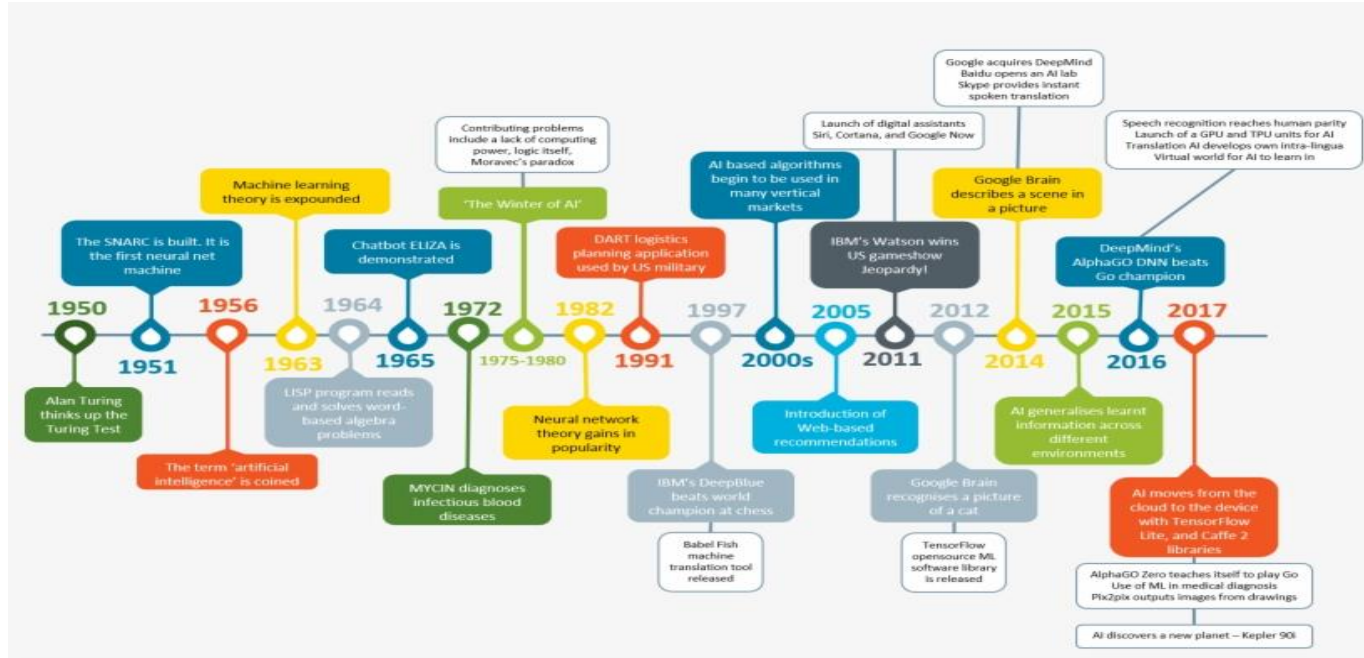 Google acquires DeepMind
Baidu opens an AI lab
Skype provides instant
spoken translation
Contributing problems
include a lack of computing
power, logic itself,
Moravec's paradox
Launch of digital assistants
Siri, Cortana, and Google Now
Speech recognition reaches human parity
Launch of a GPU and TPU units for AI
Translation AI develops own intra-lingua
Virtual world for AI to learn in
Machine learning
theory is expounded
'The Winter of AI'
AI based algorithms
begin to be used in
many vertical
markets
Google Brain
describes a scene in
a picture
The SNARC is built. It is
the first neural net
machine
Chatbot ELIZA is
demonstrated
DART logistics
planning application
used by US military
IBM's Watson wins
US gameshow
Jeopardy!
DeepMind's
AlphaGO DNN beats
Go champion
1950
1951
1956
1963
1964
1965
1972
1975-1980
1982
1991
1997
2000s
2005
2011
2012
2014
2015
2016
2017
Alan Turing
thinks up the
Turing Test
The term 'artificial
intelligence' is coined
LISP program reads
and solves word-
based algebra
problems
MYCIN diagnoses
infectious blood
diseases
Neural network
theory gains in
popularity
IBM's DeepBlue
beats world
champion at chess
Babel Fish
machine
translation tool
released
Introduction of
Web-based
recommendations
Google Brain
recognises a picture
of a cat
TensorFlow
opensource ML
software library
is released
AI generalises learnt
information across
different
environments
AI moves from the
cloud to the device
with TensorFlow
Lite, and Caffe 2
libraries
AlphaGO Zero teaches itself to play Go
Use of ML in medical diagnosis
Pix2pix outputs images from drawings
AI discovers a new planet – Kepler 90i